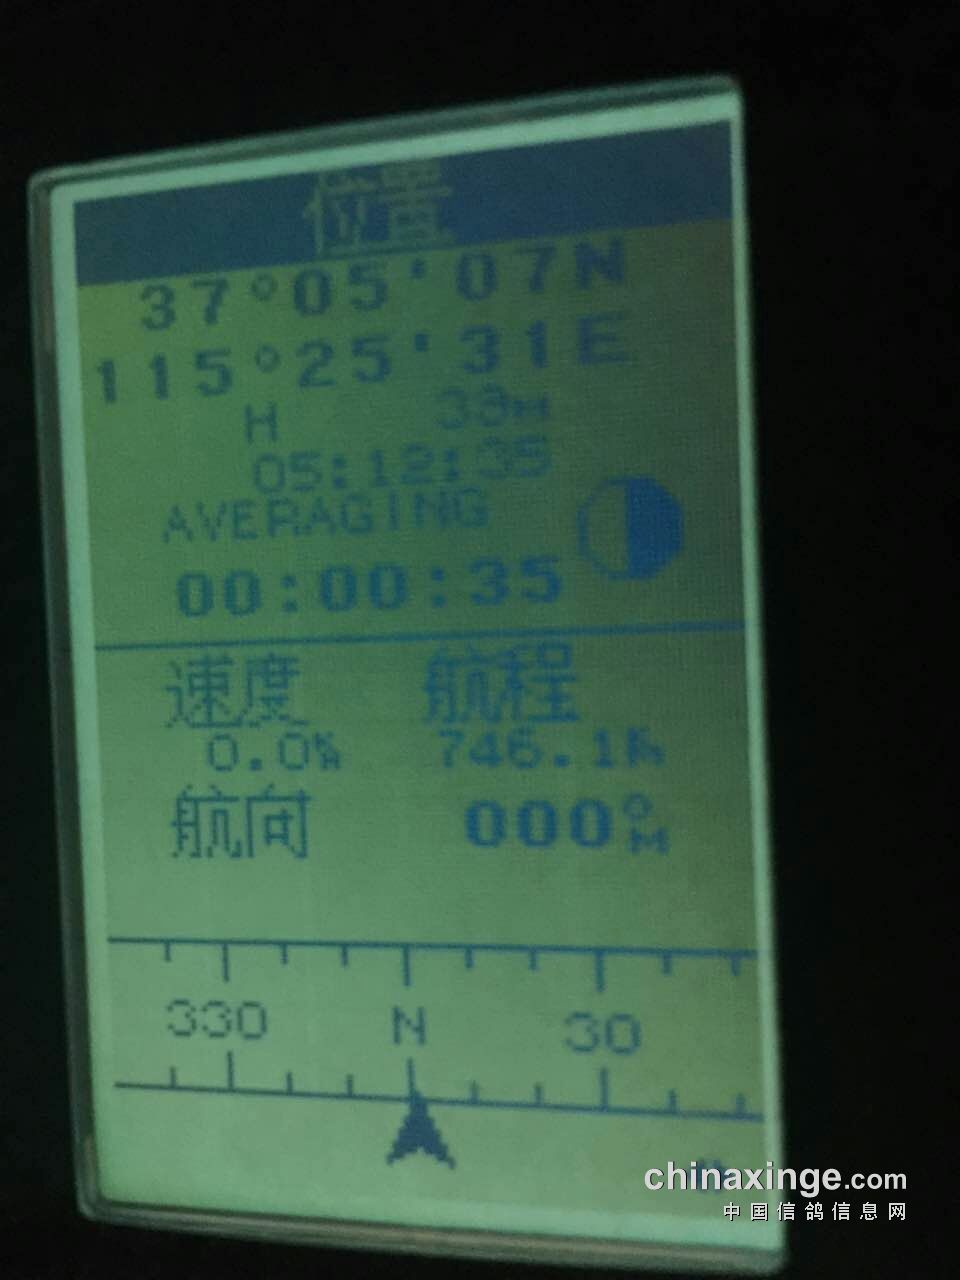 位置
37°05'07N
115°25'31E
H 38m
05:12:35
AVERAGING
00:00:35
速度 航程
0.0 746.1
航向 000°M
330 N 30
chinaxinge.com
中国信鸽信息网